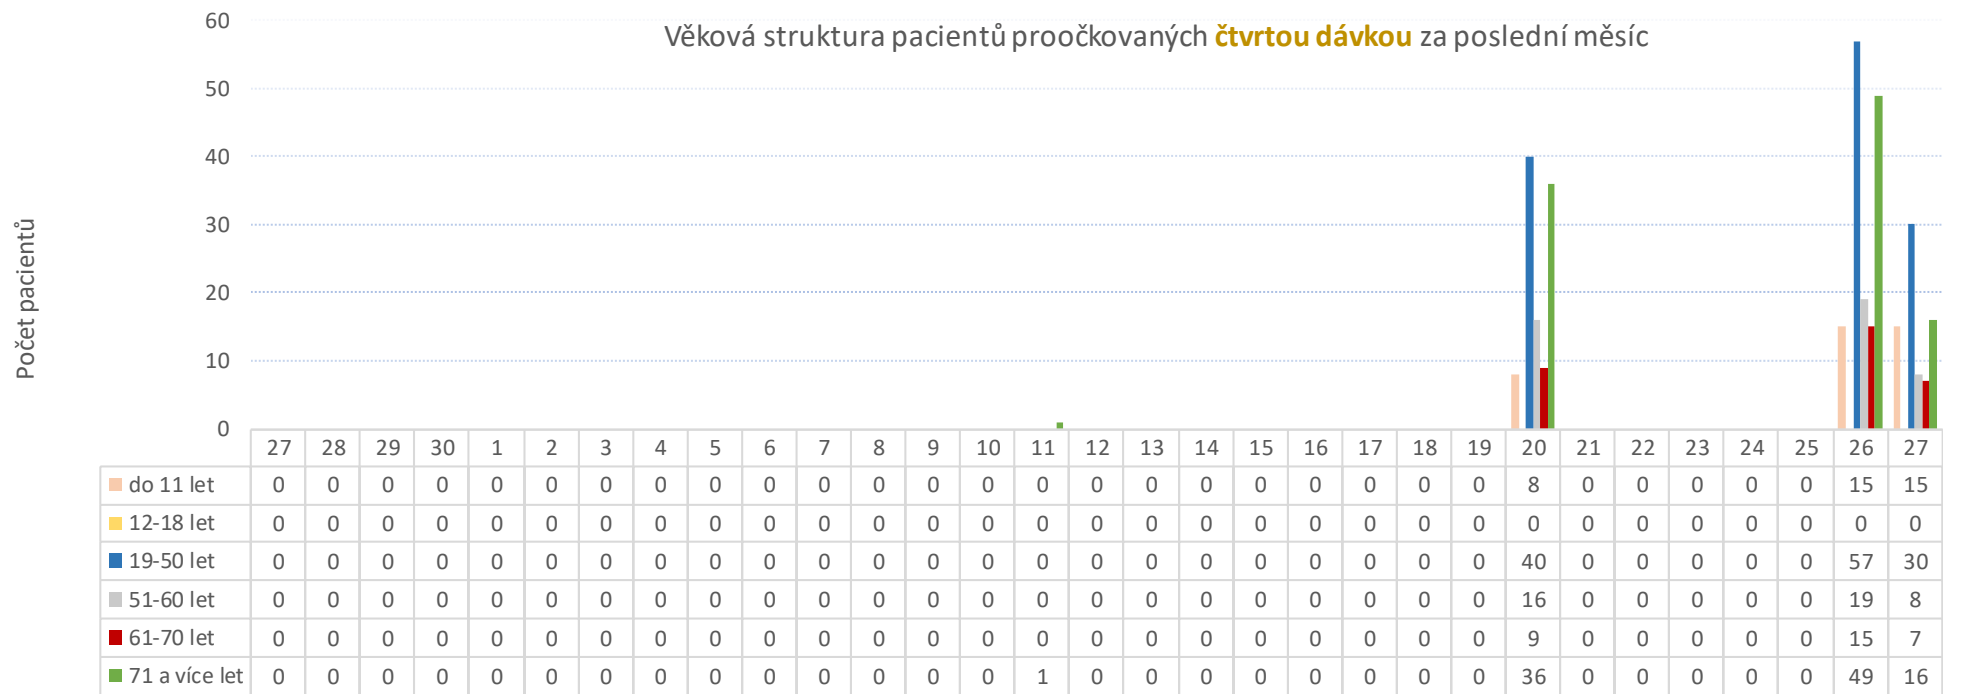 Věková struktura pacientů proočkovaných čtvrtou dávkou za poslední měsíc
Počet pacientů
60
50
40
30
20
10
0
27 28 29 30 1 2 3 4 5 6 7 8 9 10 11 12 13 14 15 16 17 18 19 20 21 22 23 24 25 26 27
do 11 let 0 0 0 0 0 0 0 0 0 0 0 0 0 0 0 0 0 0 0 0 0 0 0 8 0 0 0 0 0 15 15
12-18 let 0 0 0 0 0 0 0 0 0 0 0 0 0 0 0 0 0 0 0 0 0 0 0 0 0 0 0 0 0 0 0
19-50 let 0 0 0 0 0 0 0 0 0 0 0 0 0 0 0 0 0 0 0 0 0 0 0 40 0 0 0 0 0 57 30
51-60 let 0 0 0 0 0 0 0 0 0 0 0 0 0 0 0 0 0 0 0 0 0 0 0 16 0 0 0 0 0 19 8
61-70 let 0 0 0 0 0 0 0 0 0 0 0 0 0 0 0 0 0 0 0 0 0 0 0 9 0 0 0 0 0 15 7
71 a více let 0 0 0 0 0 0 0 0 0 0 0 0 0 0 1 0 0 0 0 0 0 0 0 36 0 0 0 0 0 49 16